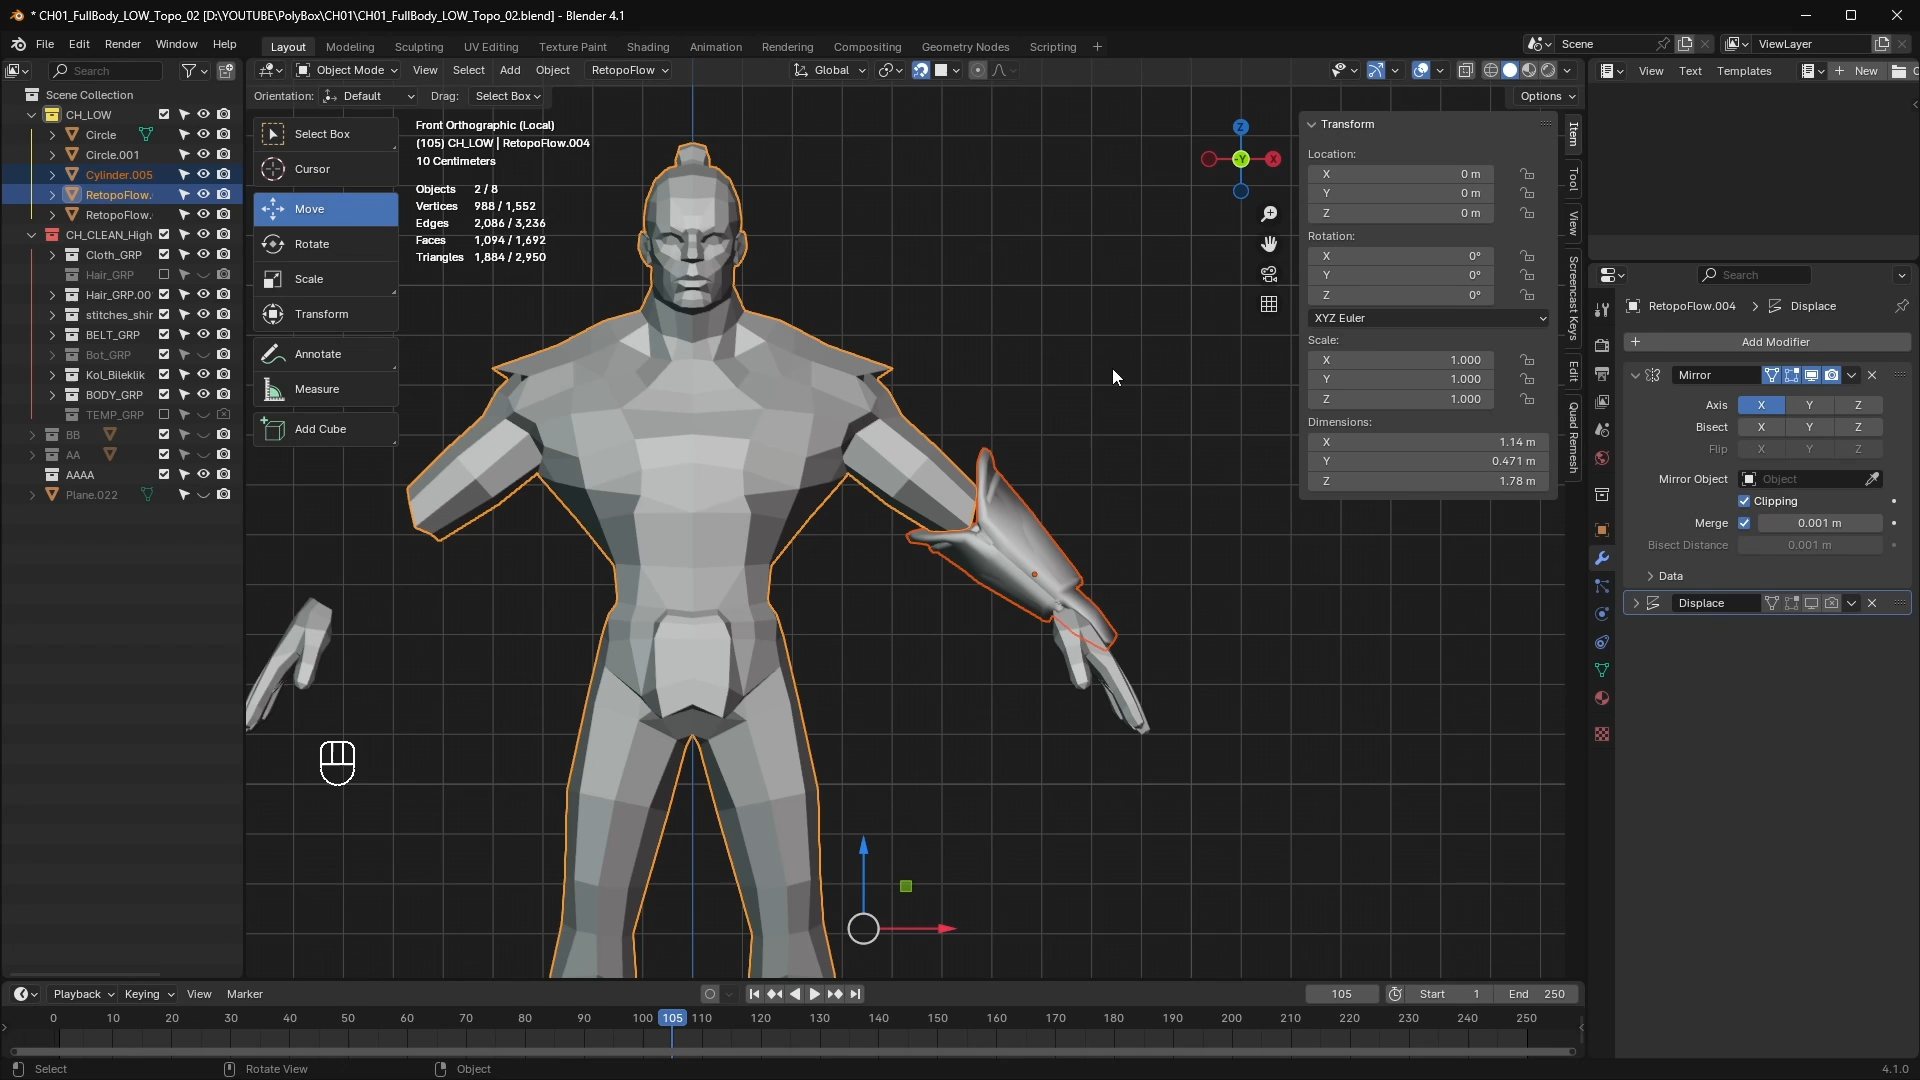 * CH01_FullBody_LOW_Topo_02 [D:\YOUTUBE\PolyBox\CH01\CH01_FullBody_LOW_Topo_02.blend] - Blender 4.1
File Edit Render Window Help
Layout Modeling Sculpting UV Editing Texture Paint Shading Animation Rendering Compositing Geometry Nodes Scripting +
Scene
ViewLayer
Search
Object Mode View Select Add Object RetopoFlow
Global
View Text Templates
+ New
Orientation: Default Drag: Select Box
Options
Scene Collection
CH_LOW
Circle
Circle.001
Cylinder.005
RetopoFlow.
RetopoFlow.
CH_CLEAN_High
Cloth_GRP
Hair_GRP
Hair_GRP.00
stitches_shir
BELT_GRP
Bot_GRP
Kol_Bileklik
BODY_GRP
TEMP_GRP
BB
AA
AAAA
Plane.022
Select Box
Cursor
Move
Rotate
Scale
Transform
Annotate
Measure
Add Cube
Front Orthographic (Local)
(105) CH_LOW | RetopoFlow.004
10 Centimeters
Objects 2 / 8
Vertices 988 / 1,552
Edges 2,086 / 3,236
Faces 1,094 / 1,692
Triangles 1,884 / 2,950
Z
-Y
X
Transform
Location:
X 0 m
Y 0 m
Z 0 m
Rotation:
X 0°
Y 0°
Z 0°
XYZ Euler
Scale:
X 1.000
Y 1.000
Z 1.000
Dimensions:
X 1.14 m
Y 0.471 m
Z 1.78 m
Item
Tool
View
Screencast Keys
Edit
Quad Remesh
Search
RetopoFlow.004 > Displace
+ Add Modifier
Mirror
Axis X Y Z
Bisect X Y Z
Flip X Y Z
Mirror Object Object
Clipping
Merge 0.001 m
Bisect Distance 0.001 m
Data
Displace
Playback Keying View Marker
105 Start 1 End 250
0 10 20 30 40 50 60 70 80 90 100 105 110 120 130 140 150 160 170 180 190 200 210 220 230 240 250
Select Rotate View Object 4.1.0